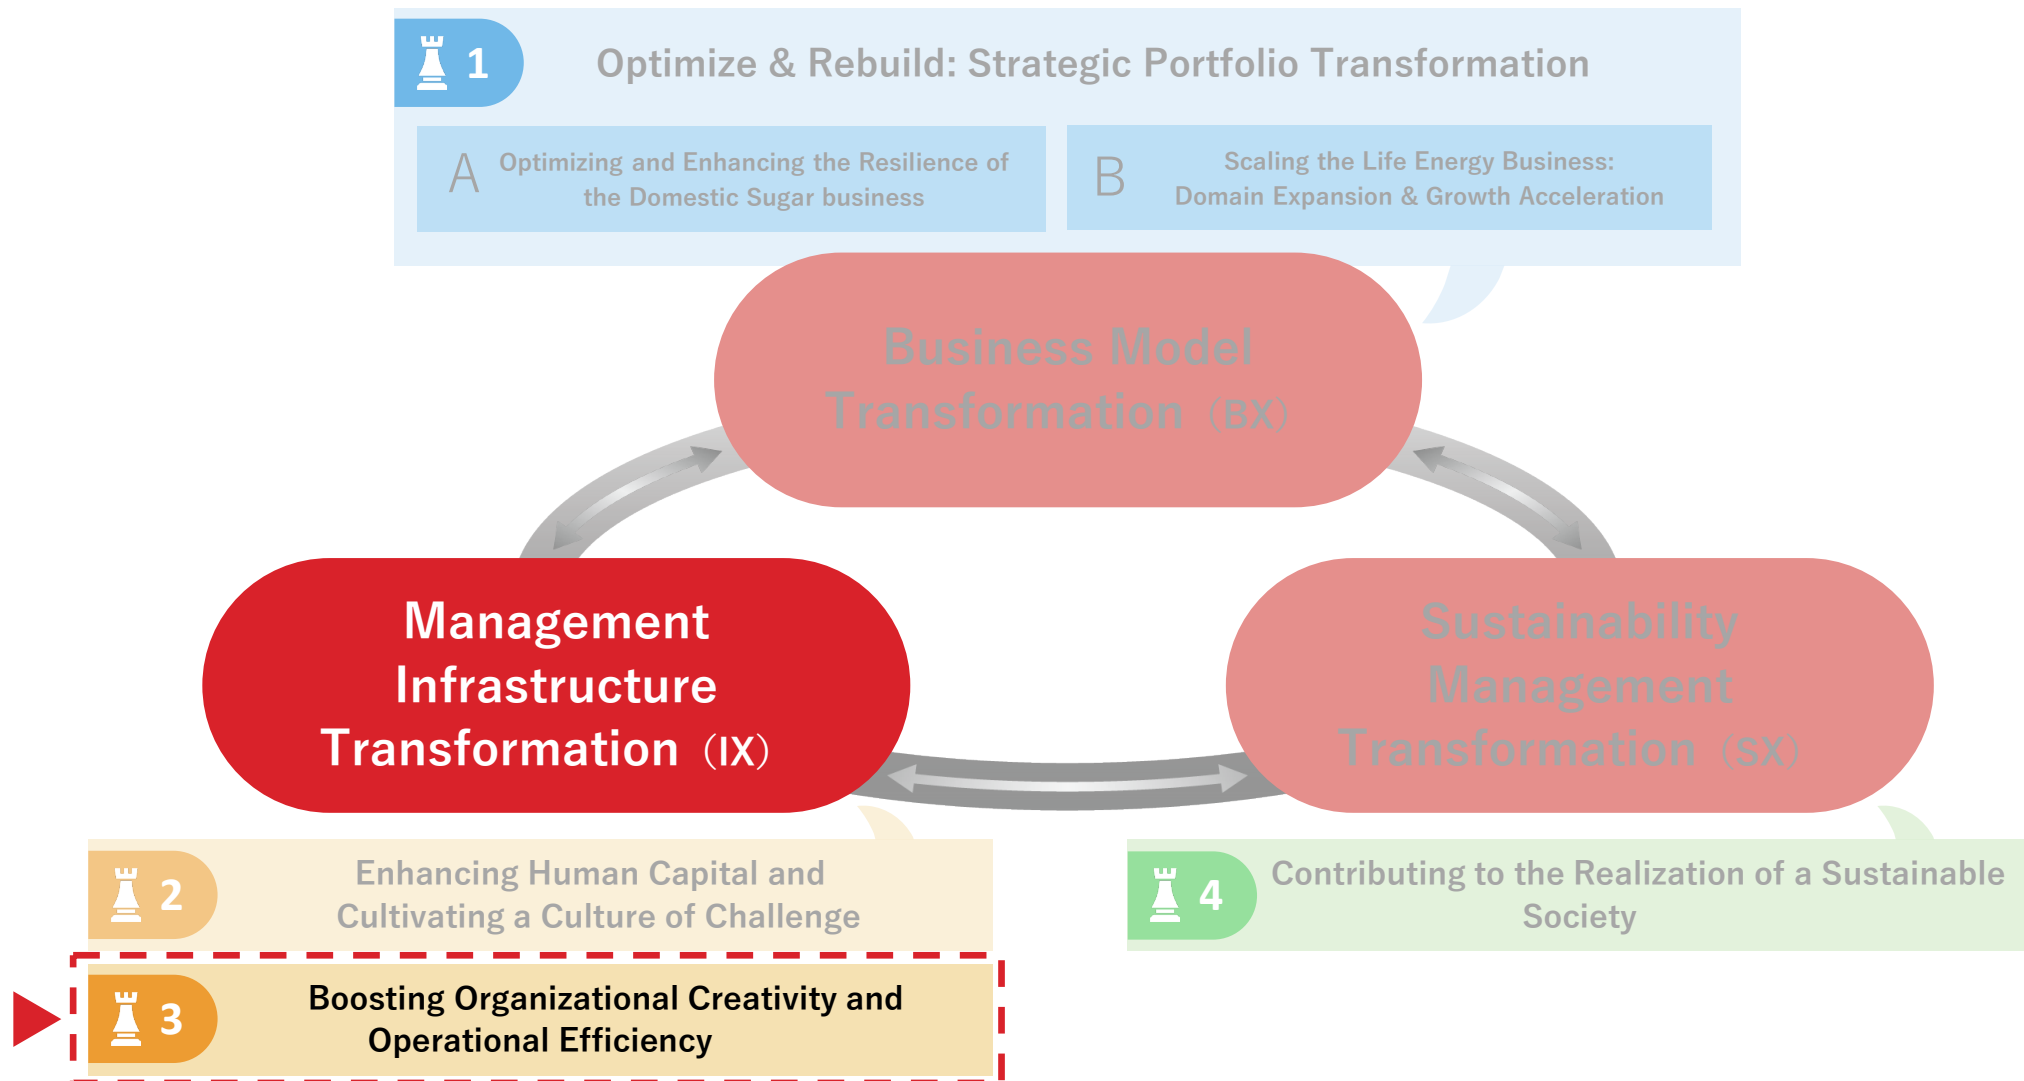 1
Optimize & Rebuild: Strategic Portfolio Transformation
A
Optimizing and Enhancing the Resilience of
the Domestic Sugar business
B
Scaling the Life Energy Business:
Domain Expansion & Growth Acceleration
Business Model
Transformation（BX）
Management
Infrastructure
Transformation（IX）
Sustainability
Management
Transformation（SX）
2
Enhancing Human Capital and
Cultivating a Culture of Challenge
3
Boosting Organizational Creativity and
Operational Efficiency
4
Contributing to the Realization of a Sustainable
Society